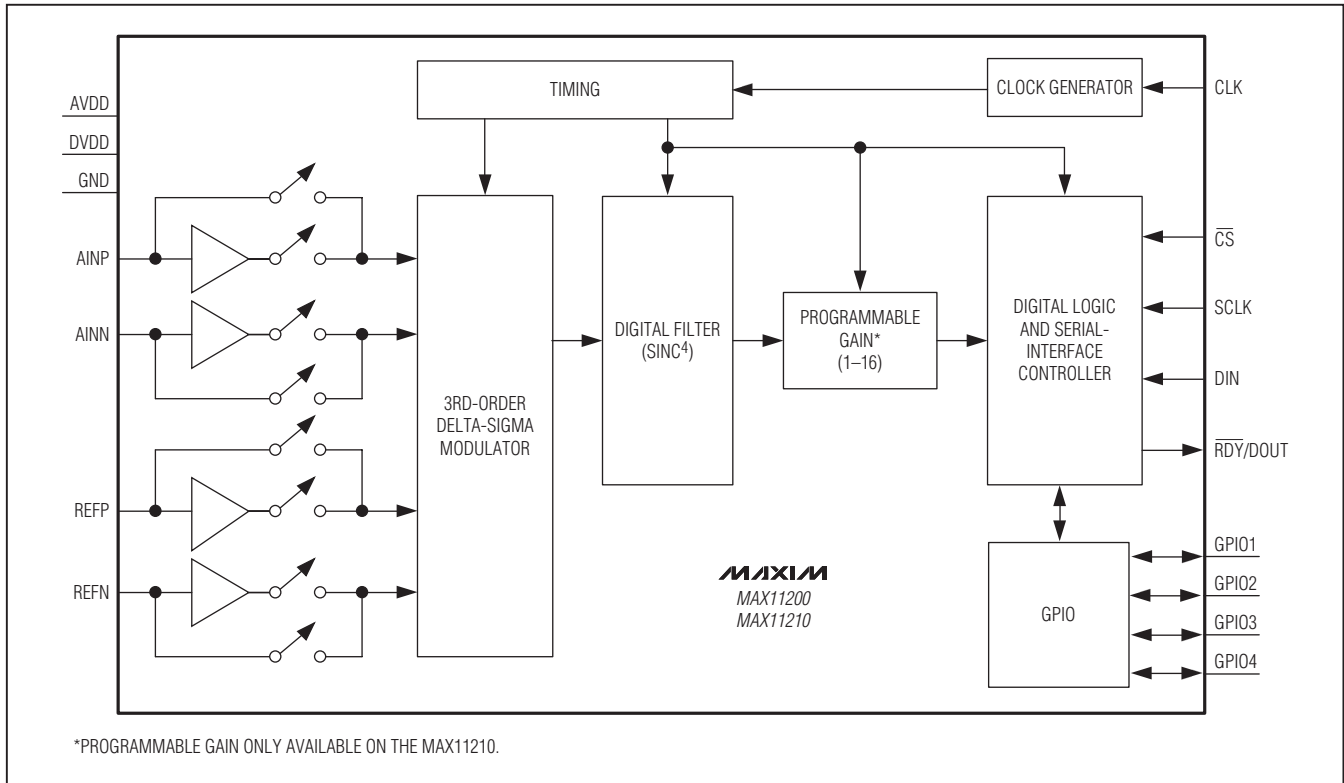 TIMING
CLOCK GENERATOR
CLK
AVDD
DVDD
GND
AINP
AINN
REFP
REFN
3RD-ORDER
DELTA-SIGMA
MODULATOR
DIGITAL FILTER
(SINC⁴)
PROGRAMMABLE
GAIN*
(1–16)
DIGITAL LOGIC
AND SERIAL-
INTERFACE
CONTROLLER
C̅S̅
SCLK
DIN
R̅D̅Y̅/DOUT
GPIO
GPIO1
GPIO2
GPIO3
GPIO4
MAXIM
MAX11200
MAX11210
*PROGRAMMABLE GAIN ONLY AVAILABLE ON THE MAX11210.